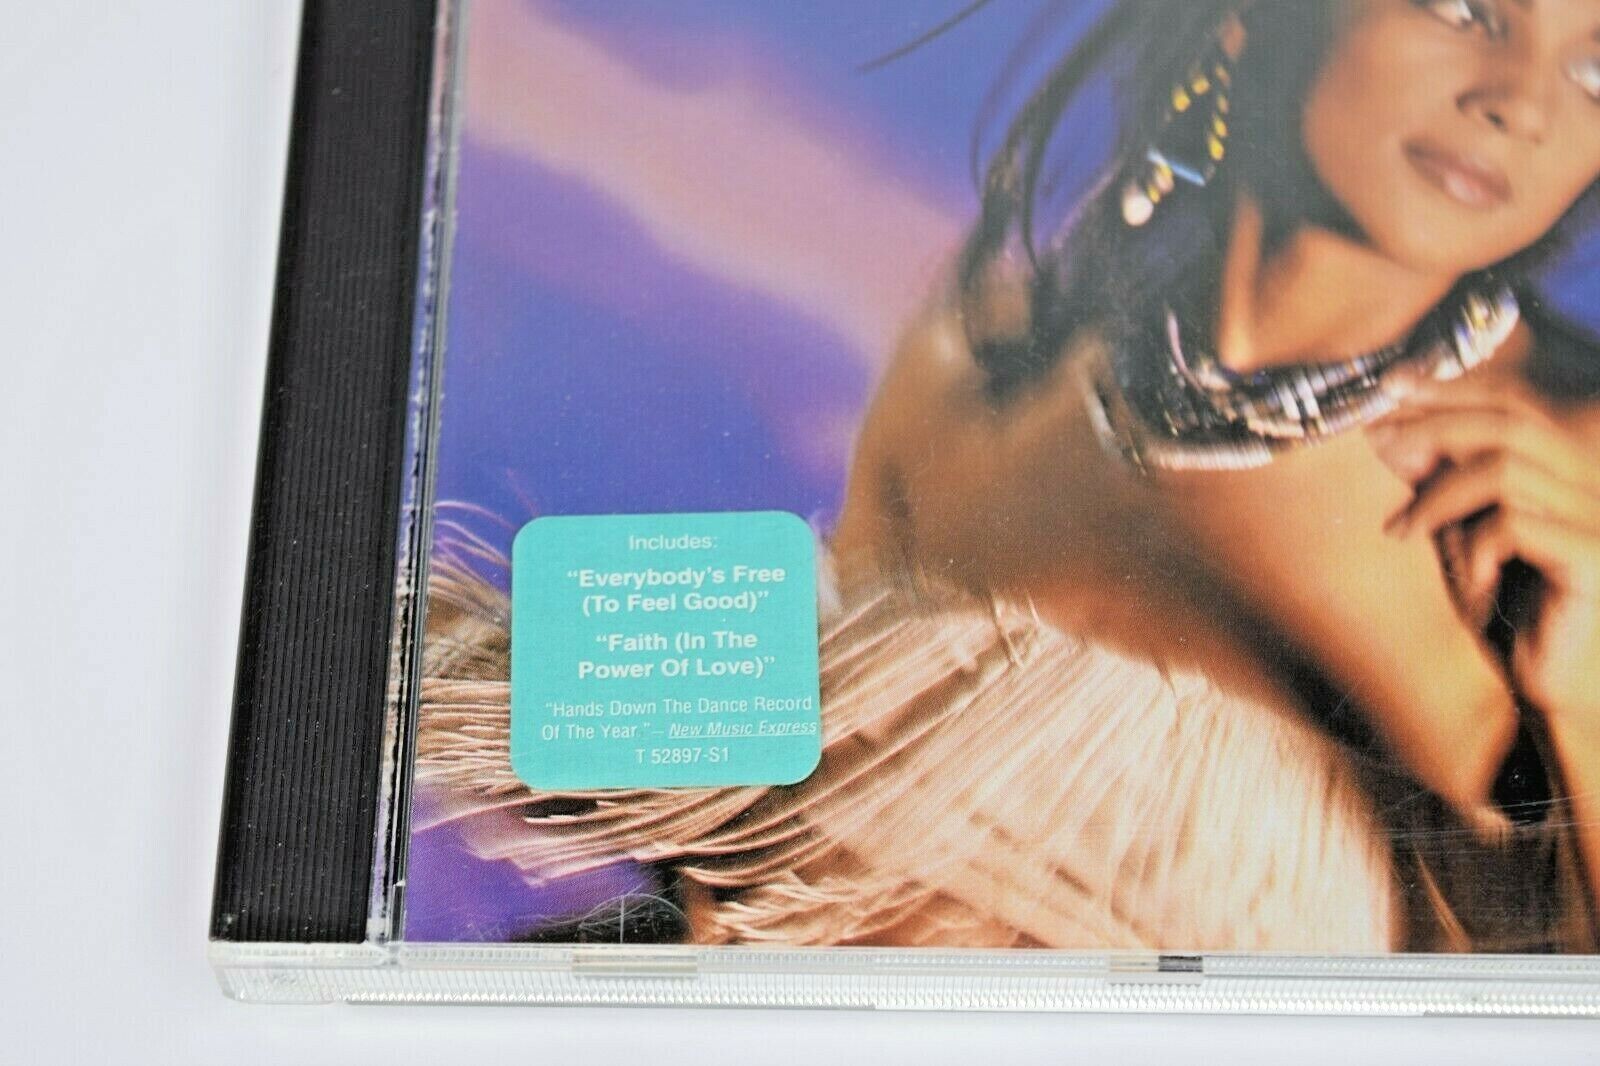 Includes:
“Everybody's Free
(To Feel Good)”
“Faith (In The
Power Of Love)”
“Hands Down The Dance Record
Of The Year.” — New Music Express
T 52897-S1